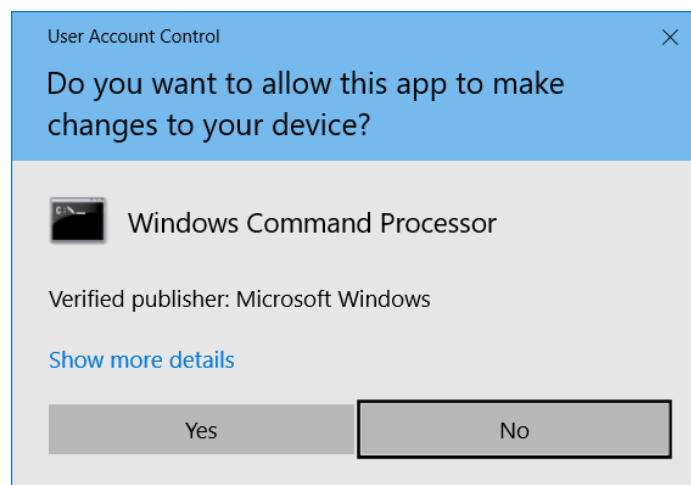 User Account Control
Do you want to allow this app to make
changes to your device?
C:\_
Windows Command Processor
Verified publisher: Microsoft Windows
Show more details
Yes
No